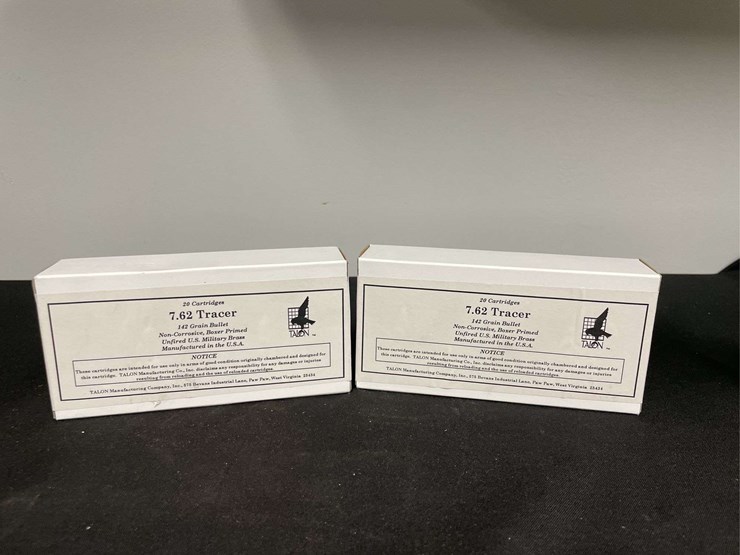 20 Cartridges
7.62 Tracer
142 Grain Bullet
Non-Corrosive, Boxer Primed
Unfired U.S. Military Brass
Manufactured in the U.S.A.
TALON ™
NOTICE
These cartridges are intended for use only in arms of good condition originally chambered and designed for
this cartridge. TALON Manufacturing Co., Inc. disclaims any responsibility for any damages or injuries
resulting from reloading and the use of reloaded cartridges.
TALON Manufacturing Company, Inc., 575 Bevans Industrial Lane, Paw Paw, West Virginia 25434
20 Cartridges
7.62 Tracer
142 Grain Bullet
Non-Corrosive, Boxer Primed
Unfired U.S. Military Brass
Manufactured in the U.S.A.
TALON ™
NOTICE
These cartridges are intended for use only in arms of good condition originally chambered and designed for
this cartridge. TALON Manufacturing Co., Inc. disclaims any responsibility for any damages or injuries
resulting from reloading and the use of reloaded cartridges.
TALON Manufacturing Company, Inc., 575 Bevans Industrial Lane, Paw Paw, West Virginia 25434